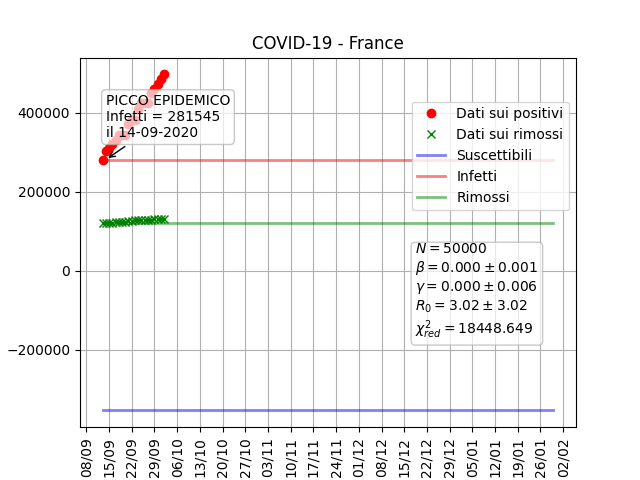 COVID-19 - France
400000
200000
0
−200000
PICCO EPIDEMICO
Infetti = 281545
il 14-09-2020
Dati sui positivi
Dati sui rimossi
Suscettibili
Infetti
Rimossi
N = 50000
β = 0.000 ± 0.001
γ = 0.000 ± 0.006
R₀ = 3.02 ± 3.02
χ²_red = 18448.649
08/09 15/09 22/09 29/09 06/10 13/10 20/10 27/10 03/11 10/11 17/11 24/11 01/12 08/12 15/12 22/12 29/12 05/01 12/01 19/01 26/01 02/02